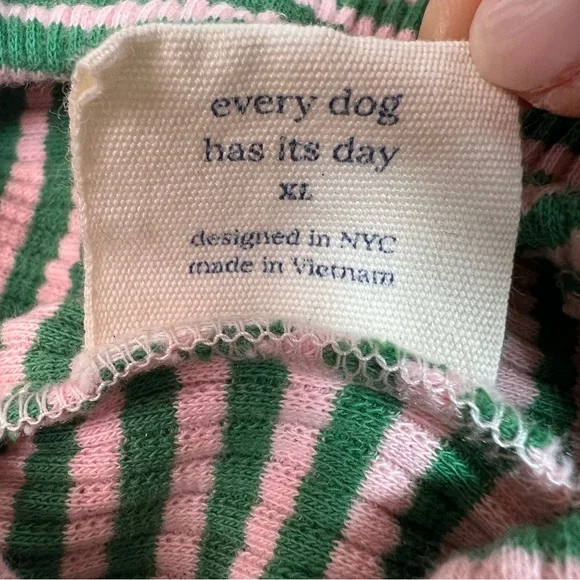 every dog
has its day
XL
designed in NYC
made in Vietnam